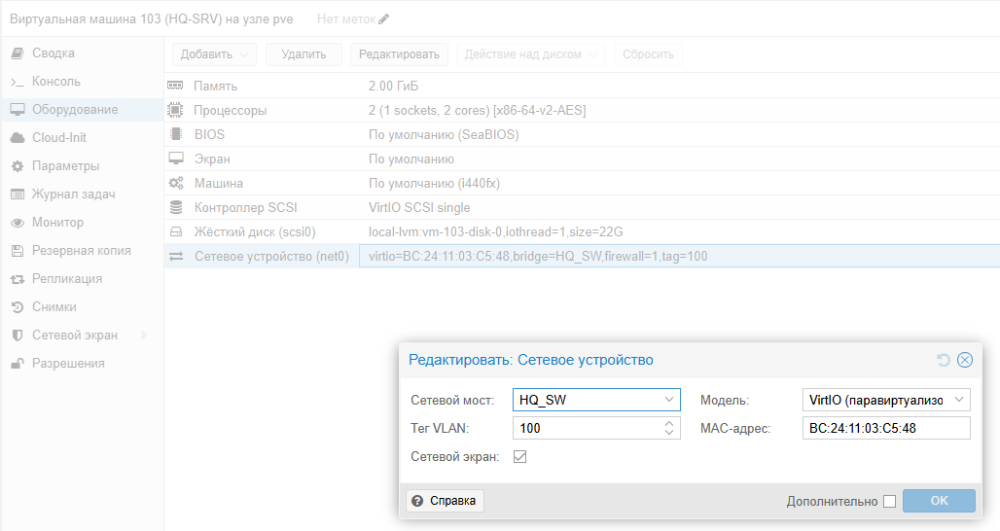 Виртуальная машина 103 (HQ-SRV) на узле pve Нет меток
Сводка
Консоль
Оборудование
Cloud-Init
Параметры
Журнал задач
Монитор
Резервная копия
Репликация
Снимки
Сетевой экран
Разрешения
Добавить Удалить Редактировать Действие над диском Сбросить
Память 2.00 ГиБ
Процессоры 2 (1 sockets, 2 cores) [x86-64-v2-AES]
BIOS По умолчанию (SeaBIOS)
Экран По умолчанию
Машина По умолчанию (i440fx)
Контроллер SCSI VirtIO SCSI single
Жёсткий диск (scsi0) local-lvm:vm-103-disk-0,iothread=1,size=22G
Сетевое устройство (net0) virtio=BC:24:11:03:C5:48,bridge=HQ_SW,firewall=1,tag=100
Редактировать: Сетевое устройство
Сетевой мост: HQ_SW Модель: VirtIO (паравиртуализо
Тег VLAN: 100 MAC-адрес: BC:24:11:03:C5:48
Сетевой экран:
Справка Дополнительно OK